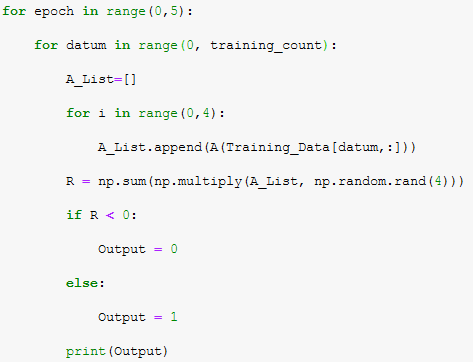 for epoch in range(0,5):
    for datum in range(0, training_count):
        A_List=[]
        for i in range(0,4):
            A_List.append(A(Training_Data[datum,:]))
        R = np.sum(np.multiply(A_List, np.random.rand(4)))
        if R < 0:
            Output = 0
        else:
            Output = 1
        print(Output)